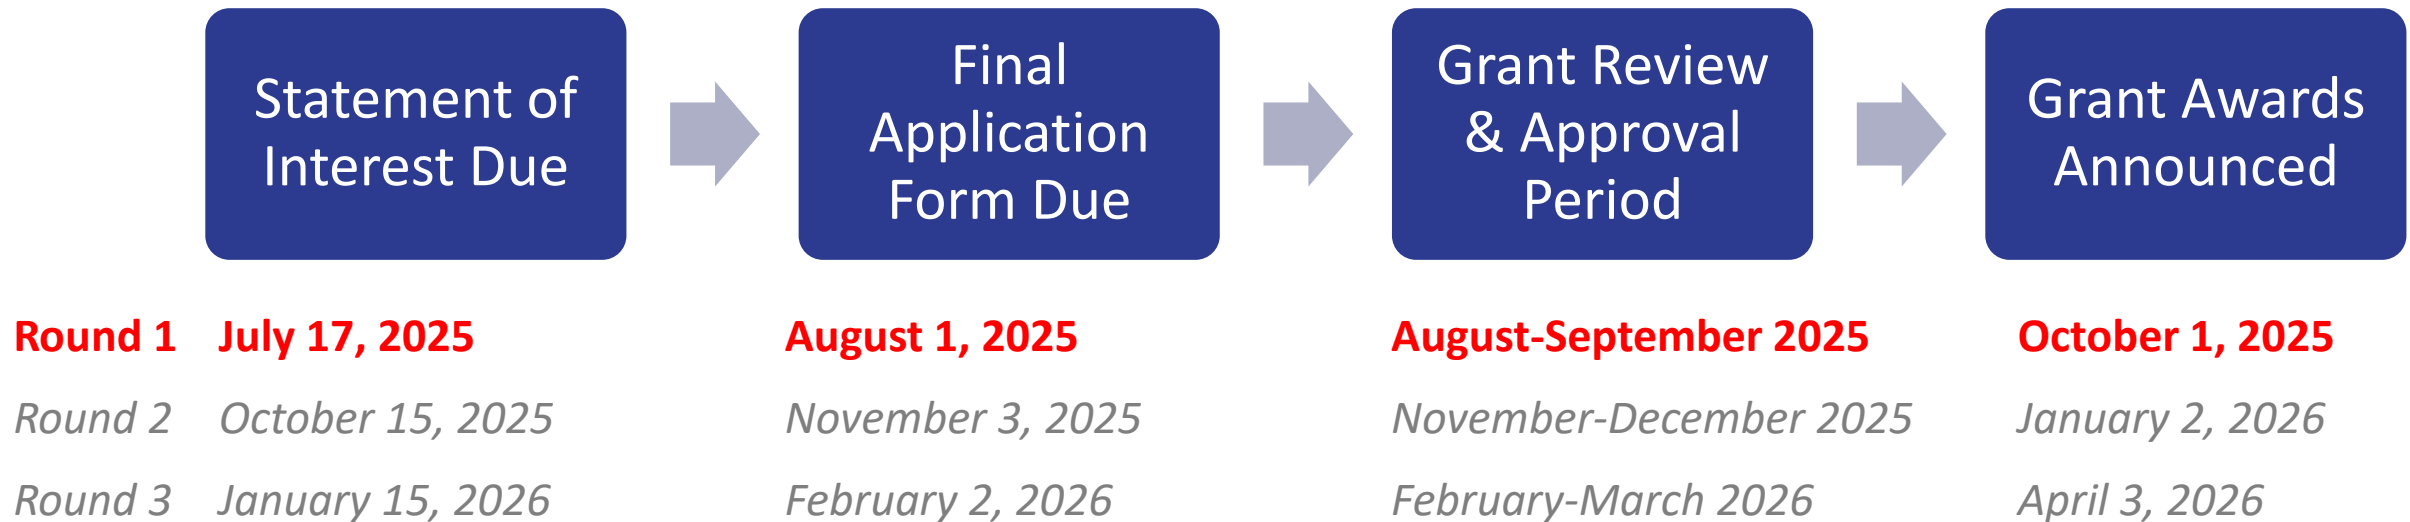 Statement of
Interest Due
Final
Application
Form Due
Grant Review
& Approval
Period
Grant Awards
Announced
Round 1 July 17, 2025 August 1, 2025 August-September 2025 October 1, 2025
Round 2 October 15, 2025 November 3, 2025 November-December 2025 January 2, 2026
Round 3 January 15, 2026 February 2, 2026 February-March 2026 April 3, 2026